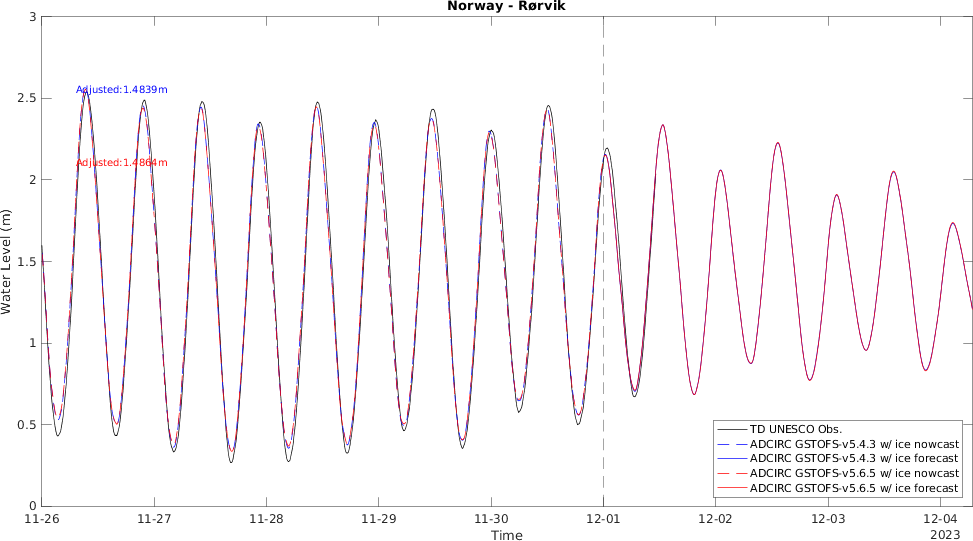 Norway - Rørvik
3
2.5
2
1.5
1
0.5
0
Water Level (m)
Adjusted:1.4839m
Adjusted:1.4864m
TD UNESCO Obs.
ADCIRC GSTOFS-v5.4.3 w/ ice nowcast
ADCIRC GSTOFS-v5.4.3 w/ ice forecast
ADCIRC GSTOFS-v5.6.5 w/ ice nowcast
ADCIRC GSTOFS-v5.6.5 w/ ice forecast
11-26 11-27 11-28 11-29 11-30 12-01 12-02 12-03 12-04
Time
2023